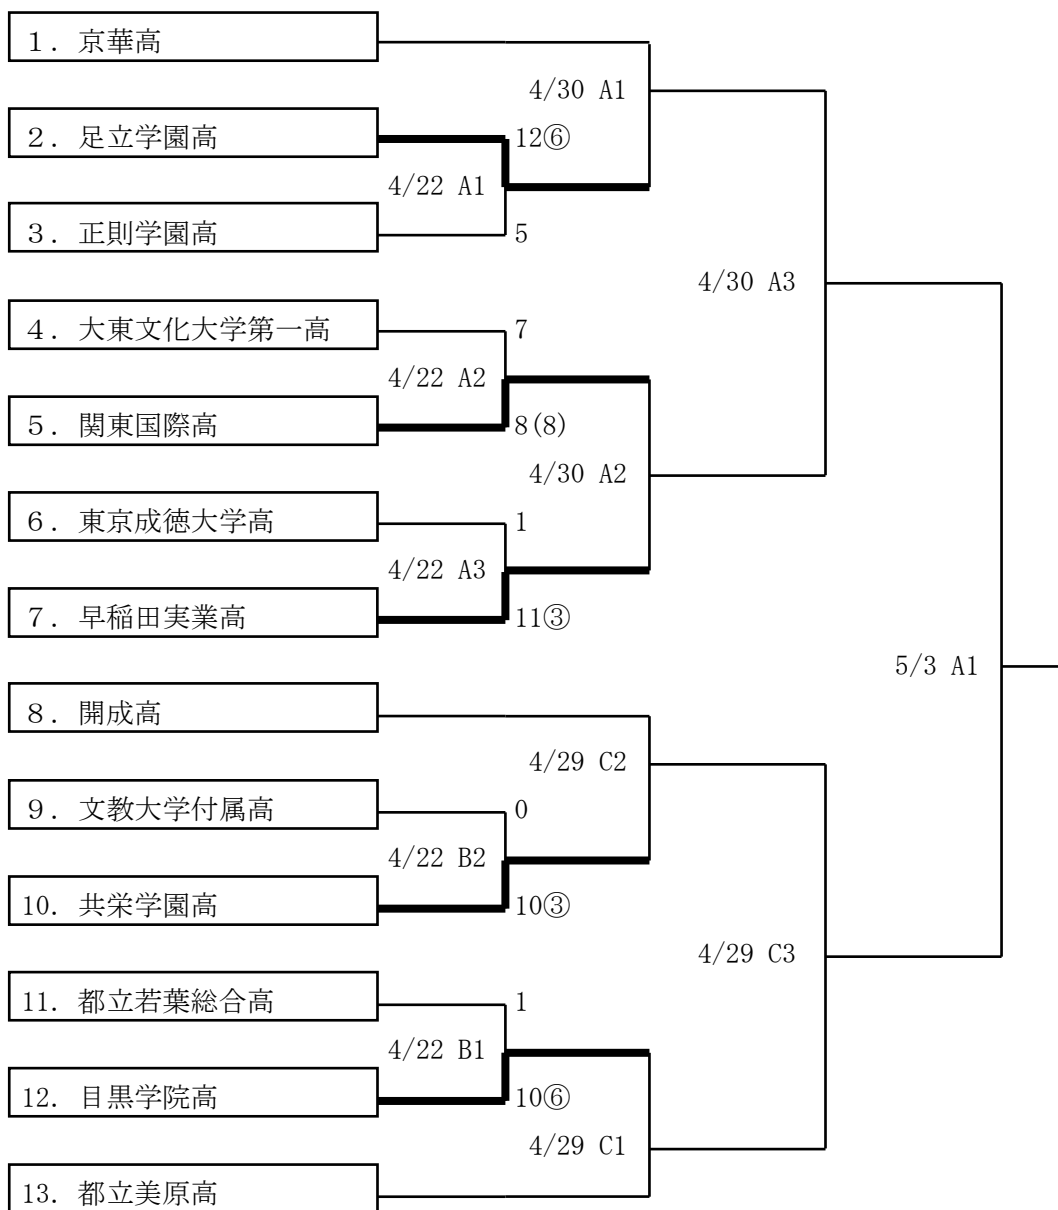 １．京華高
4/30 A1
２．足立学園高
12⑥
4/22 A1
３．正則学園高
5
4/30 A3
４．大東文化大学第一高
7
4/22 A2
５．関東国際高
8(8)
4/30 A2
６．東京成徳大学高
1
4/22 A3
７．早稲田実業高
11③
5/3 A1
８．開成高
4/29 C2
９．文教大学付属高
0
4/22 B2
10．共栄学園高
10③
4/29 C3
11．都立若葉総合高
1
4/22 B1
12．目黒学院高
10⑥
4/29 C1
13．都立美原高